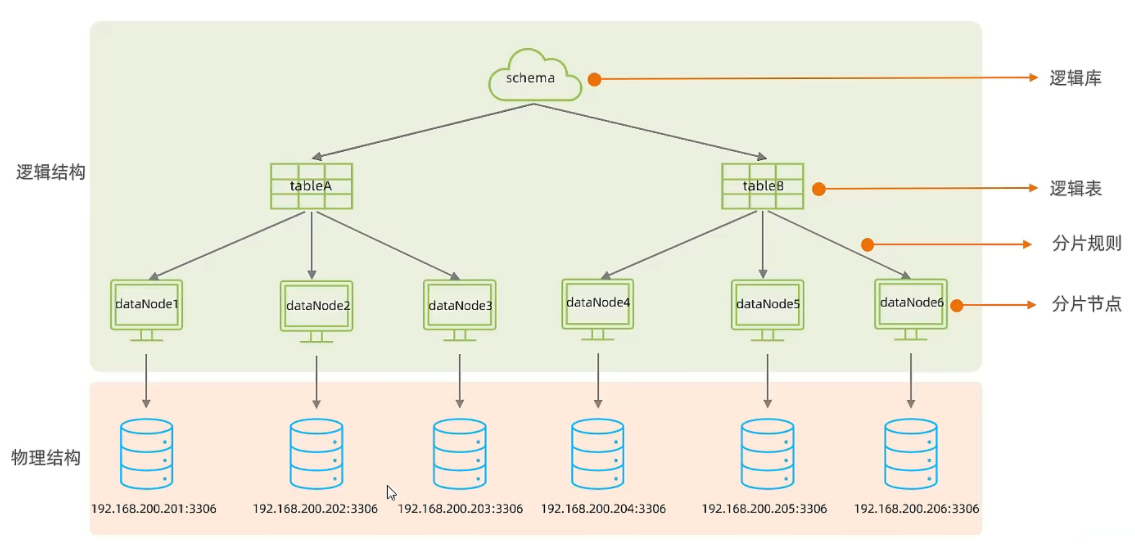 schema
逻辑库
逻辑结构
tableA
tableB
逻辑表
分片规则
dataNode1
dataNode2
dataNode3
dataNode4
dataNode5
dataNode6
分片节点
物理结构
192.168.200.201:3306
192.168.200.202:3306
192.168.200.203:3306
192.168.200.204:3306
192.168.200.205:3306
192.168.200.206:3306